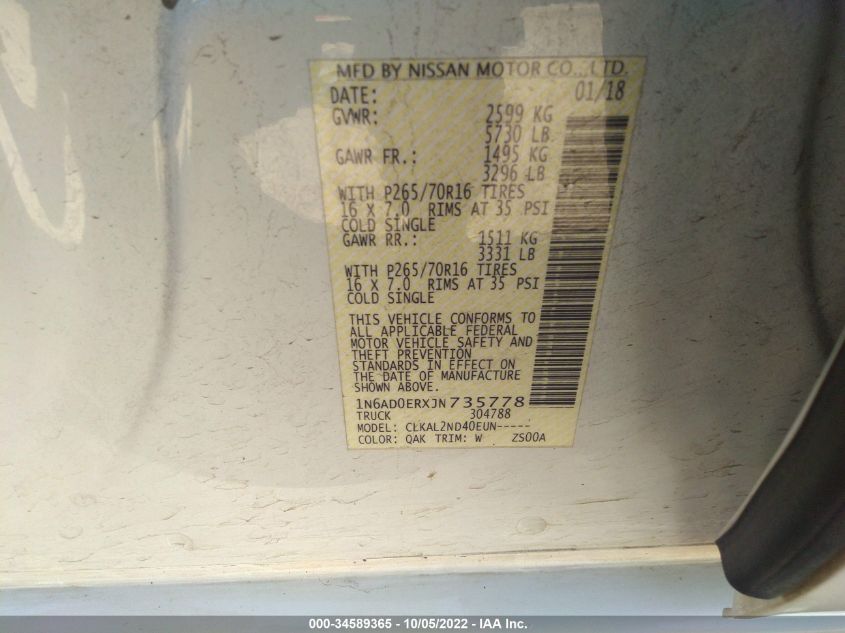 MFD BY NISSAN MOTOR CO., LTD.
DATE: 01/18
GVWR: 2599 KG
5730 LB
GAWR FR.: 1495 KG
3296 LB
WITH P265/70R16 TIRES
16 X 7.0 RIMS AT 35 PSI
COLD SINGLE
GAWR RR.: 1511 KG
3331 LB
WITH P265/70R16 TIRES
16 X 7.0 RIMS AT 35 PSI
COLD SINGLE
THIS VEHICLE CONFORMS TO
ALL APPLICABLE FEDERAL
MOTOR VEHICLE SAFETY AND
THEFT PREVENTION
STANDARDS IN EFFECT ON
THE DATE OF MANUFACTURE
SHOWN ABOVE.
1N6AD0ERXJN735778
TRUCK 304788
MODEL: CLKAL2ND40EUN-----
COLOR: QAK TRIM: W ZS00A
000-34589365 - 10/05/2022 - IAA Inc.